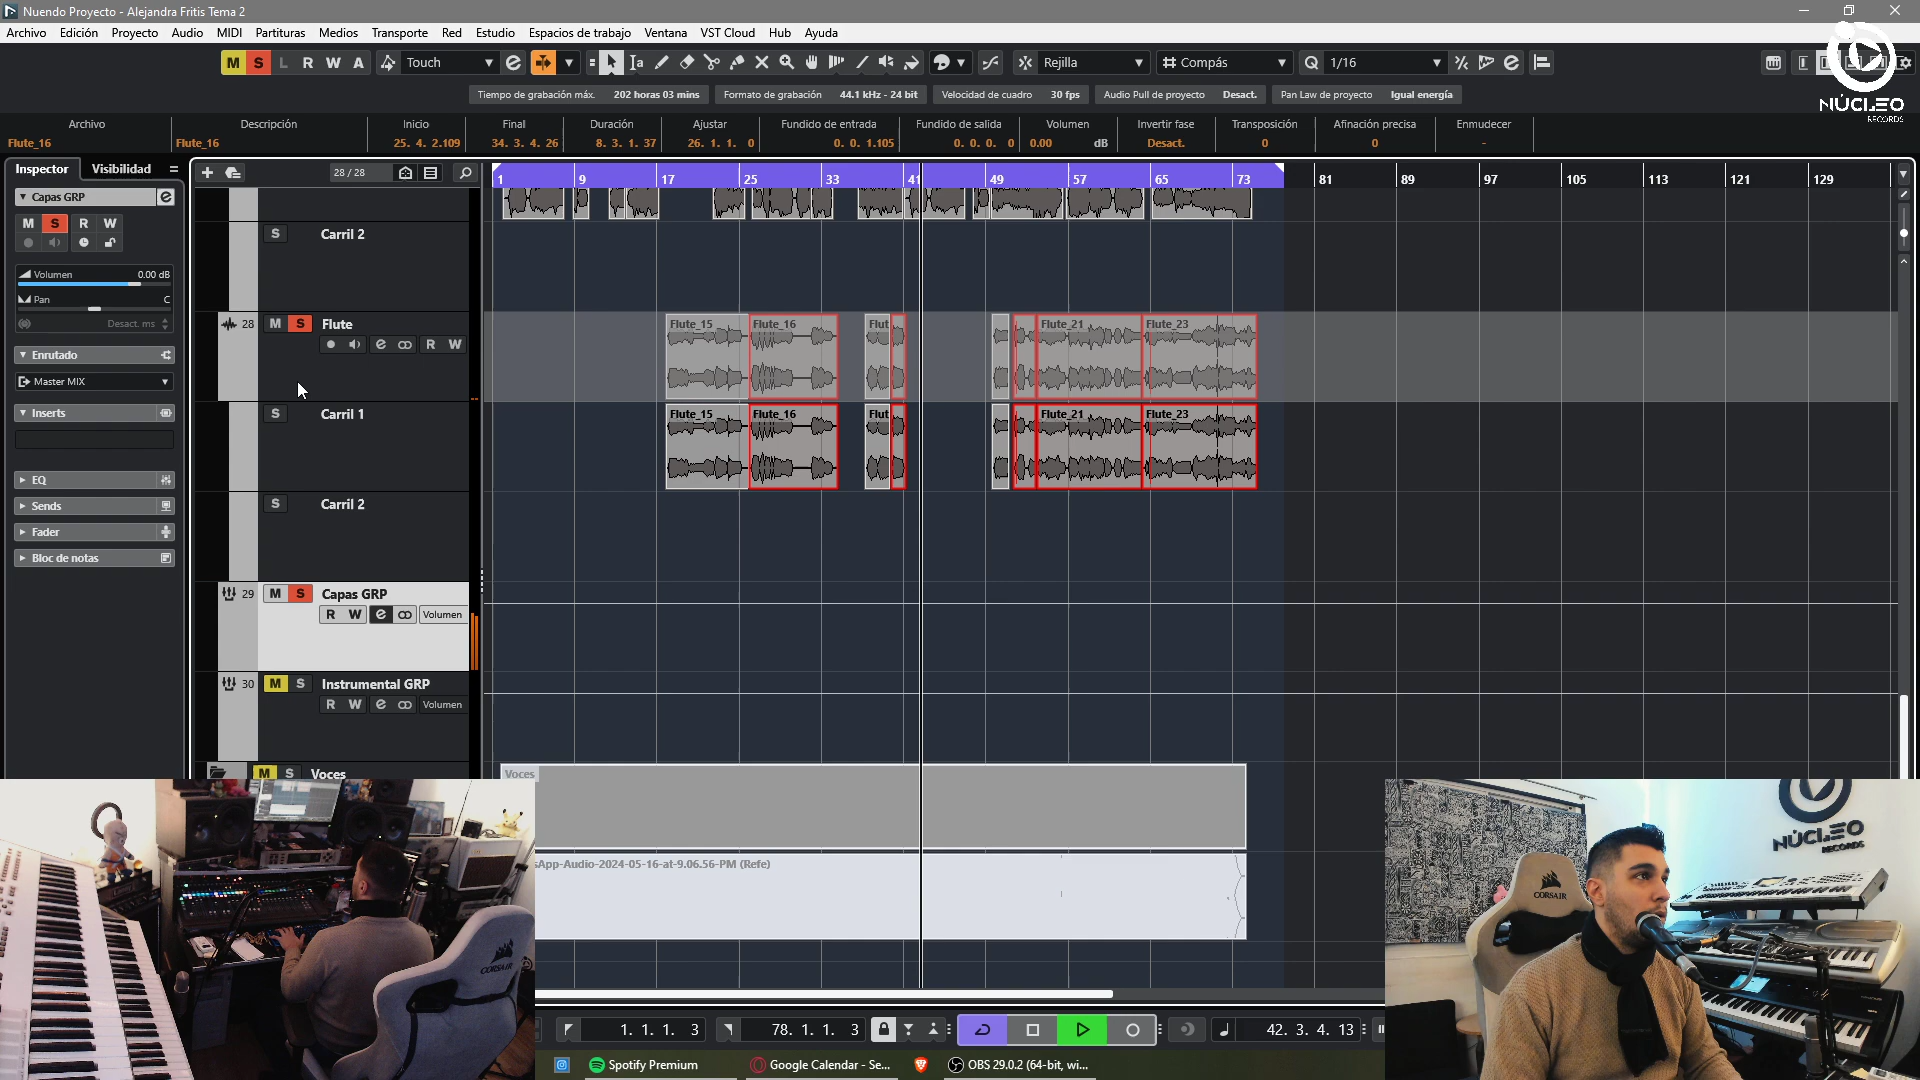 Nuendo Proyecto - Alejandra Fritis Tema 2
Archivo Edición Proyecto Audio MIDI Partituras Medios Transporte Red Estudio Espacios de trabajo Ventana VST Cloud Hub Ayuda
M S L R W A Touch Rejilla Compás Q 1/16
NÚCLEO
RECORDS
Tiempo de grabación máx. 202 horas 03 mins Formato de grabación 44.1 kHz - 24 bit Velocidad de cuadro 30 fps Audio Pull de proyecto Desact. Pan Law de proyecto Igual energía
Archivo Descripción Inicio Final Duración Ajustar Fundido de entrada Fundido de salida Volumen Invertir fase Transposición Afinación precisa Enmudecer
Flute_16 Flute_16 25. 4. 2.109 34. 3. 4. 26 8. 3. 1. 37 26. 1. 1. 0 0. 0. 1.105 0. 0. 0. 0 0.00 dB Desact. 0 0 -
Inspector Visibilidad 28 / 28
1 9 17 25 33 41 49 57 65 73 81 89 97 105 113 121 129
Capas GRP
M S R W
Volumen 0.00 dB
Pan C
Desact. ms
Enrutado
Master MIX
Inserts
EQ
Sends
Fader
Bloc de notas
S Carril 2
28 M S Flute
R W
Flute_15 Flute_16 Flut Flute_21 Flute_23
S Carril 1
Flute_15 Flute_16 Flut Flute_21 Flute_23
S Carril 2
29 M S Capas GRP
R W Volumen
30 M S Instrumental GRP
R W Volumen
M S Voces
Voces
sApp-Audio-2024-05-16-at-9.06.56-PM (Refe)
NÚCLEO
RECORDS
CORSAIR
CORSAIR
1. 1. 1. 3 78. 1. 1. 3 42. 3. 4. 13
Spotify Premium Google Calendar - Se... OBS 29.0.2 (64-bit, wi...